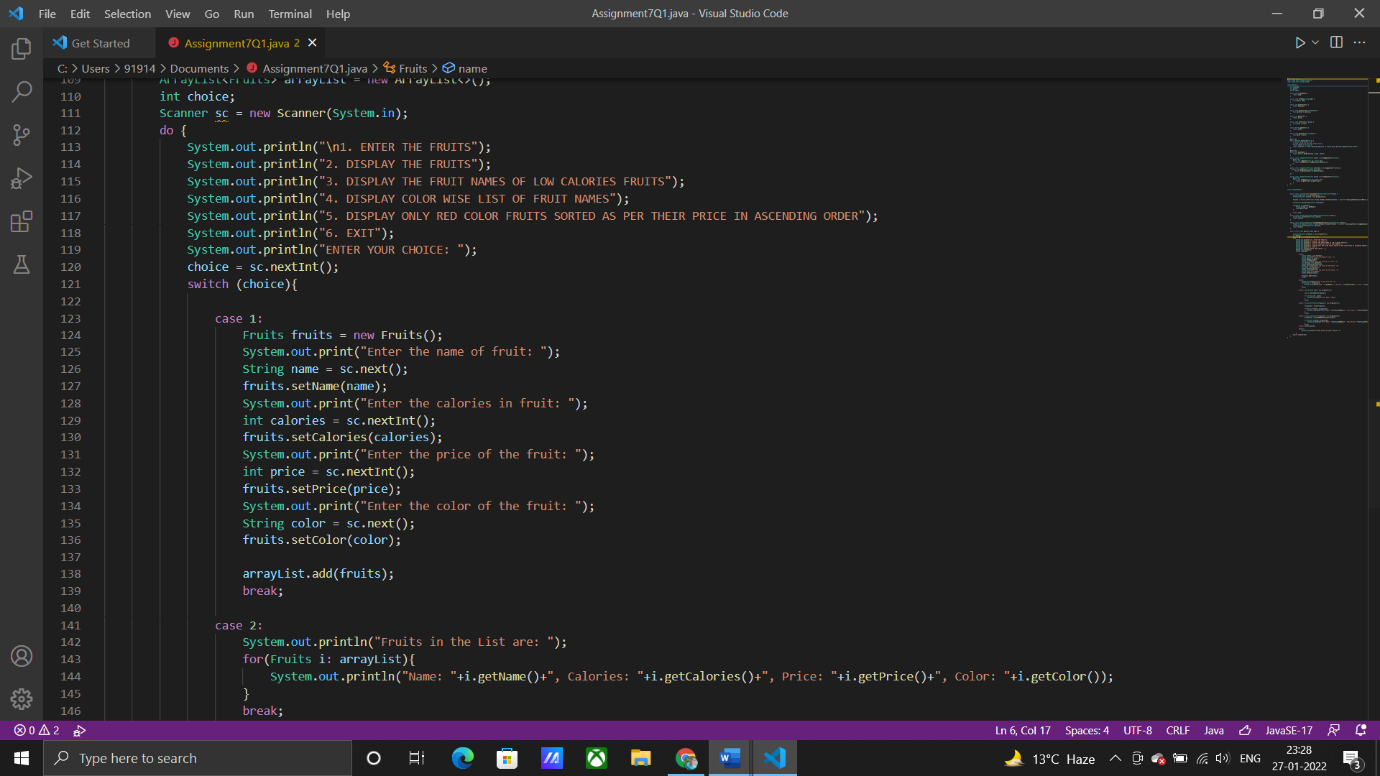 File Edit Selection View Go Run Terminal Help
Assignment7Q1.java - Visual Studio Code
Get Started
Assignment7Q1.java 2
C: > Users > 91914 > Documents > Assignment7Q1.java > Fruits > name
109 ArrayList<Fruits> arrayList = new ArrayList<>();
110 int choice;
111 Scanner sc = new Scanner(System.in);
112 do {
113 System.out.println("\n1. ENTER THE FRUITS");
114 System.out.println("2. DISPLAY THE FRUITS");
115 System.out.println("3. DISPLAY THE FRUIT NAMES OF LOW CALORIES FRUITS");
116 System.out.println("4. DISPLAY COLOR WISE LIST OF FRUIT NAMES");
117 System.out.println("5. DISPLAY ONLY RED COLOR FRUITS SORTED AS PER THEIR PRICE IN ASCENDING ORDER");
118 System.out.println("6. EXIT");
119 System.out.println("ENTER YOUR CHOICE: ");
120 choice = sc.nextInt();
121 switch (choice){
122
123 case 1:
124 Fruits fruits = new Fruits();
125 System.out.print("Enter the name of fruit: ");
126 String name = sc.next();
127 fruits.setName(name);
128 System.out.print("Enter the calories in fruit: ");
129 int calories = sc.nextInt();
130 fruits.setCalories(calories);
131 System.out.print("Enter the price of the fruit: ");
132 int price = sc.nextInt();
133 fruits.setPrice(price);
134 System.out.print("Enter the color of the fruit: ");
135 String color = sc.next();
136 fruits.setColor(color);
137
138 arrayList.add(fruits);
139 break;
140
141 case 2:
142 System.out.println("Fruits in the List are: ");
143 for(Fruits i: arrayList){
144 System.out.println("Name: "+i.getName()+", Calories: "+i.getCalories()+", Price: "+i.getPrice()+", Color: "+i.getColor());
145 }
146 break;
0 2
Ln 6, Col 17 Spaces: 4 UTF-8 CRLF Java JavaSE-17
Type here to search
13°C Haze
ENG
23:28
27-01-2022
3